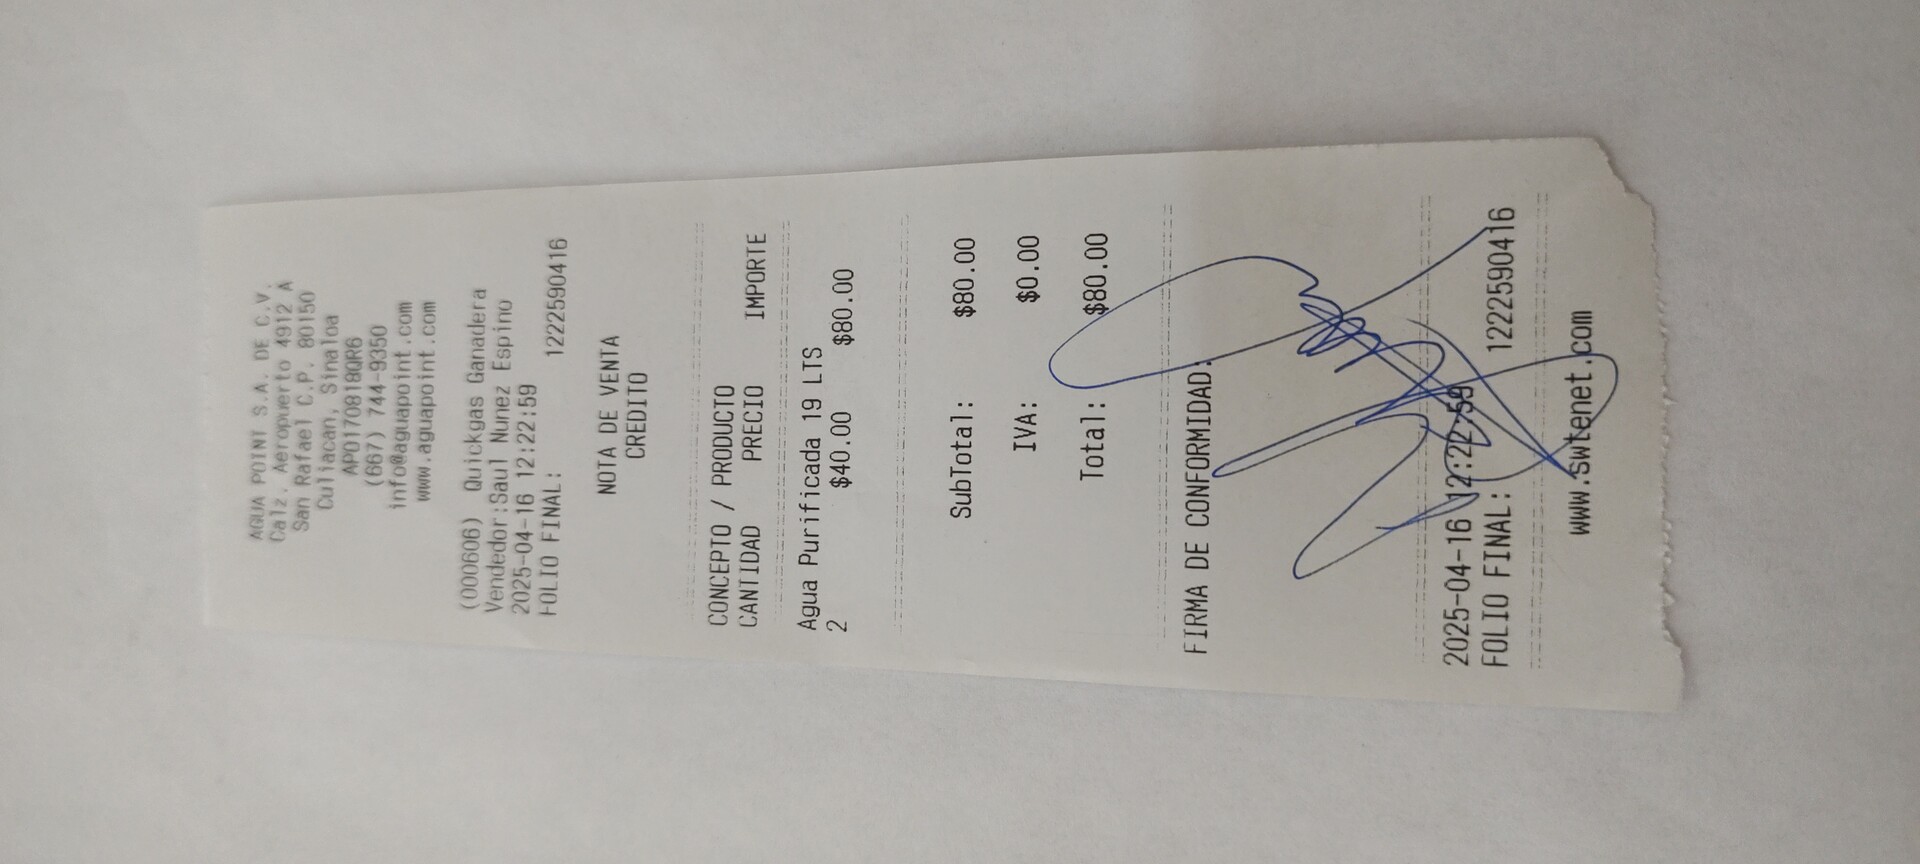 AGUA POINT S.A. DE C.V.
Calz. Aeropuerto 4912 A
San Rafael C.P. 80150
Culiacan, Sinaloa
APO170818QR6
(667) 744-9350
info@aguapoint.com
www.aguapoint.com
(000606) Quickgas Ganadera
Vendedor:Saul Nunez Espino
2025-04-16 12:22:59
FOLIO FINAL: 1222590416
NOTA DE VENTA
CREDITO
CONCEPTO / PRODUCTO
CANTIDAD PRECIO IMPORTE
Agua Purificada 19 LTS
2 $40.00 $80.00
SubTotal: $80.00
IVA: $0.00
Total: $80.00
FIRMA DE CONFORMIDAD:
2025-04-16 12:22:59
FOLIO FINAL: 1222590416
www.swtenet.com